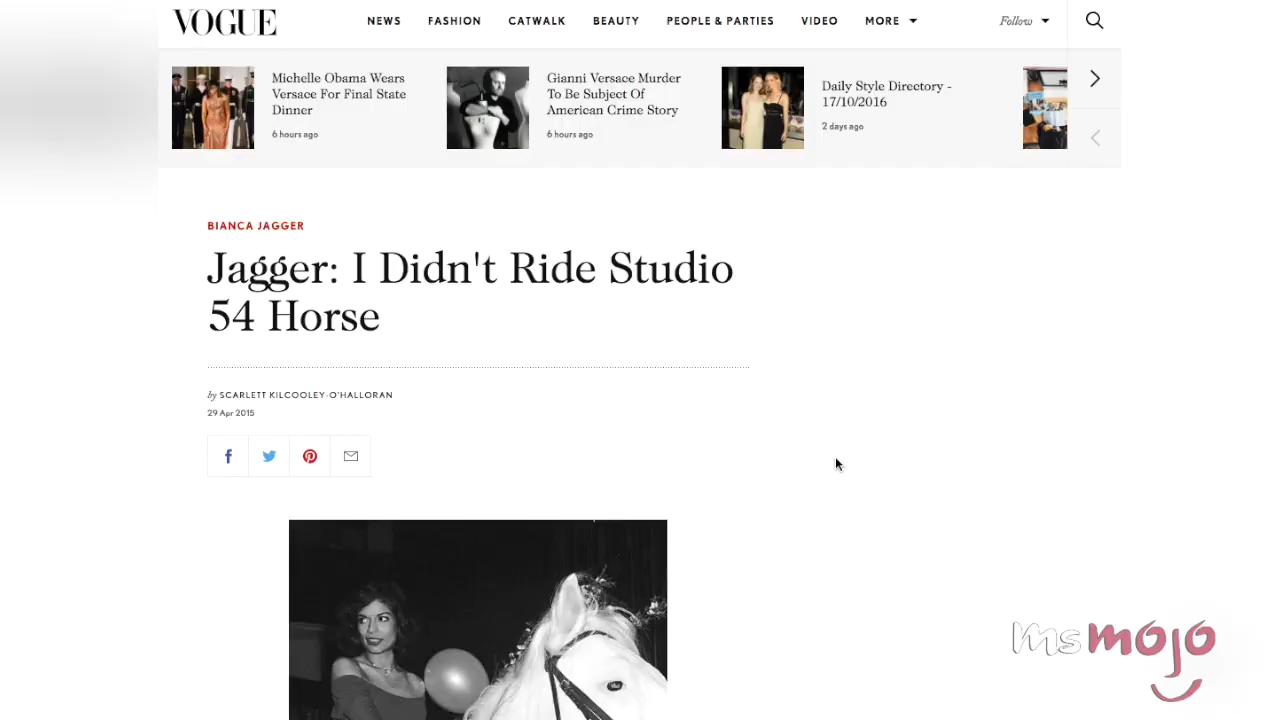 VOGUE
NEWS FASHION CATWALK BEAUTY PEOPLE & PARTIES VIDEO MORE Follow
Michelle Obama Wears
Versace For Final State
Dinner
6 hours ago
Gianni Versace Murder
To Be Subject Of
American Crime Story
6 hours ago
Daily Style Directory -
17/10/2016
2 days ago
BIANCA JAGGER
Jagger: I Didn't Ride Studio
54 Horse
by SCARLETT KILCOOLEY-O'HALLORAN
29 Apr 2015
msmojo